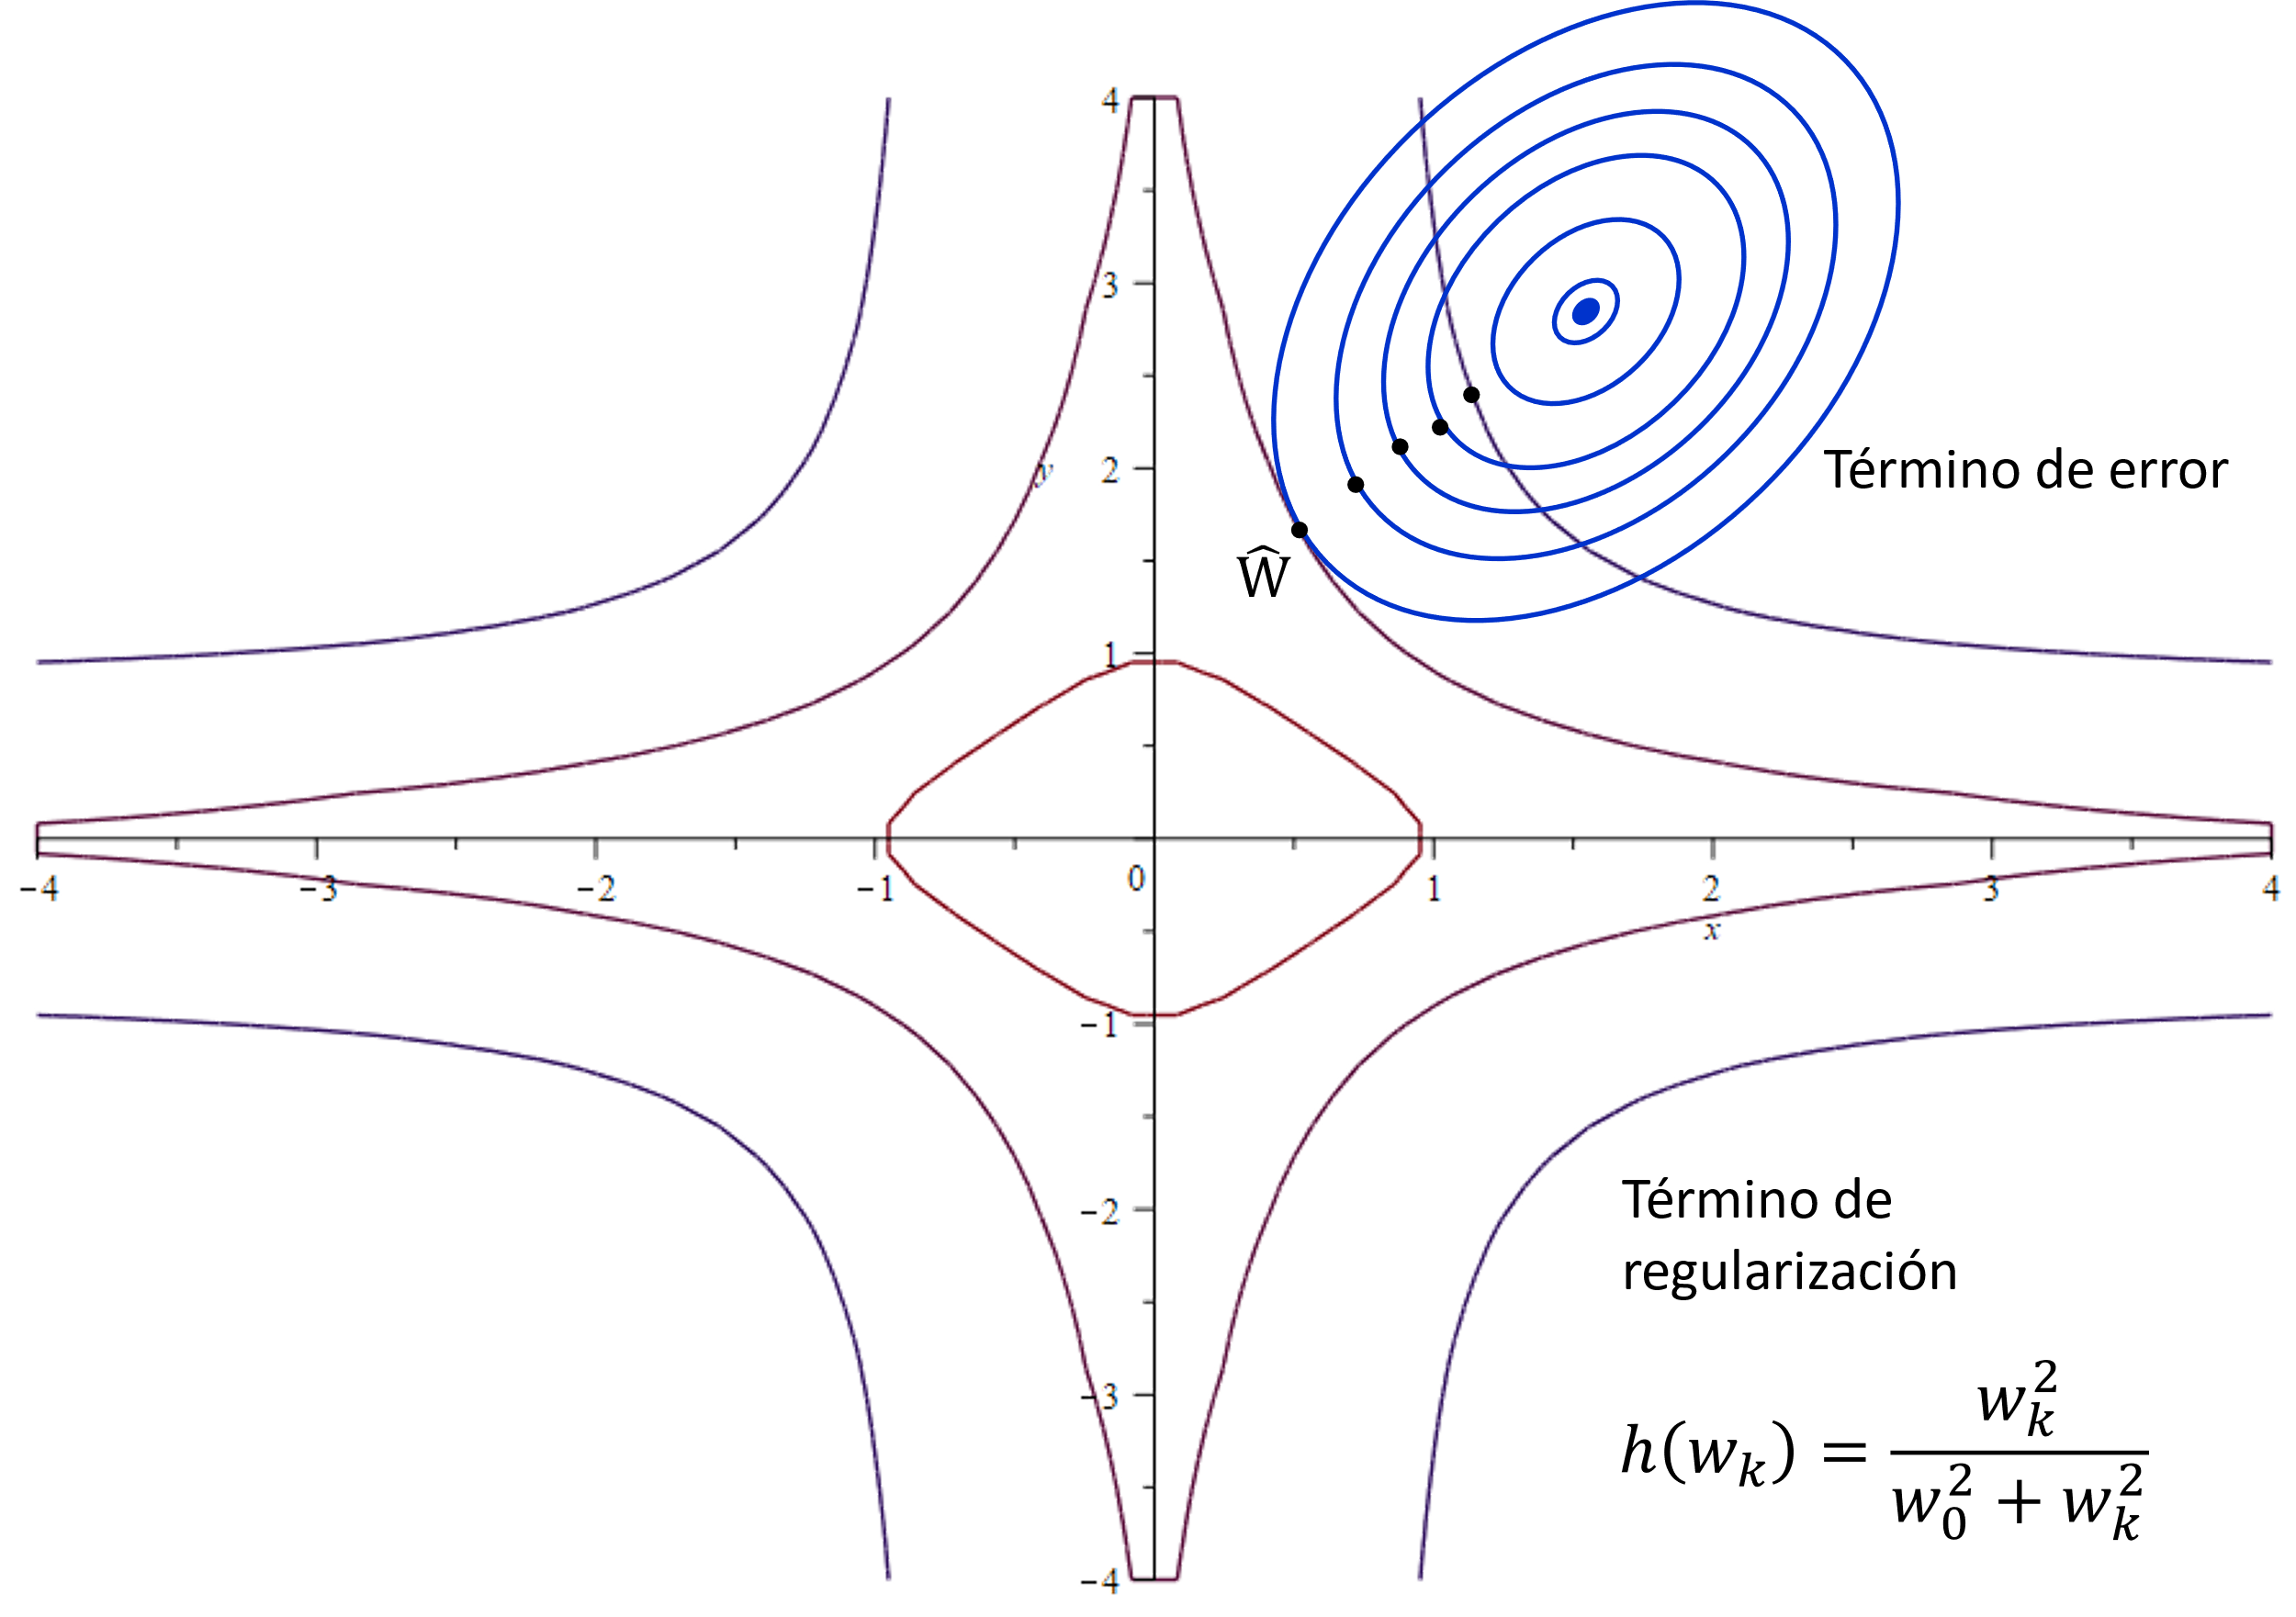 4
3
y
2
Término de error
Ŵ
1
−4 −3 −2 −1 0 1 2 3 4
x
−1
−2
Término de
regularización
−3
h(w_k) = w_k^2 / (w_0^2 + w_k^2)
−4